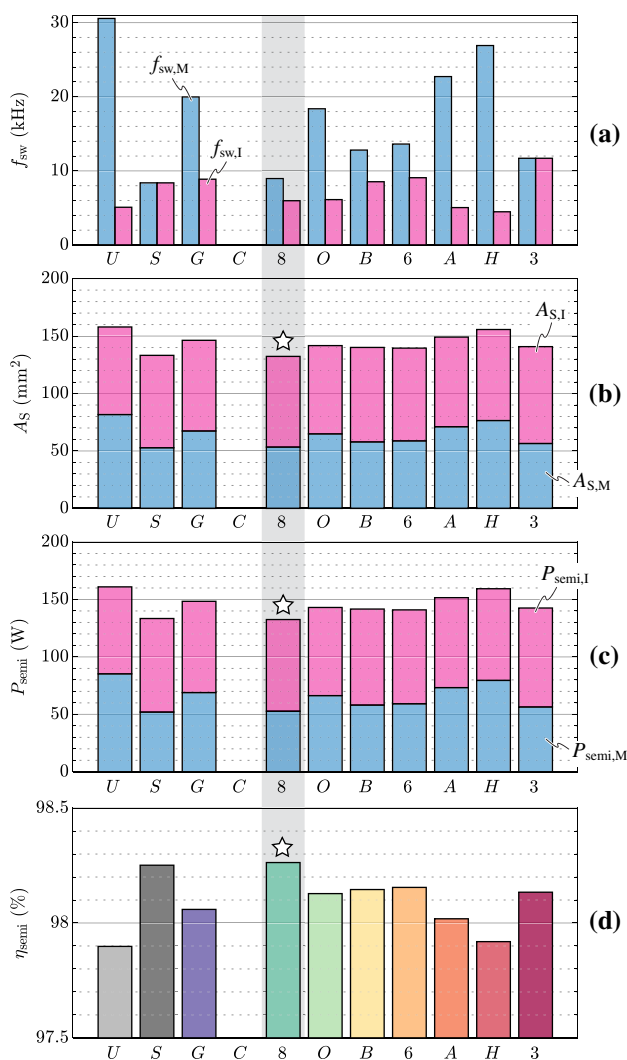 30
20
10
0
f_sw (kHz)
f_sw,M
f_sw,I
(a)
U S G C 8 O B 6 A H 3
200
150
100
50
0
A_S (mm²)
A_S,I
A_S,M
(b)
U S G C 8 O B 6 A H 3
200
150
100
50
0
P_semi (W)
P_semi,I
P_semi,M
(c)
U S G C 8 O B 6 A H 3
98.5
98
97.5
η_semi (%)
(d)
U S G C 8 O B 6 A H 3